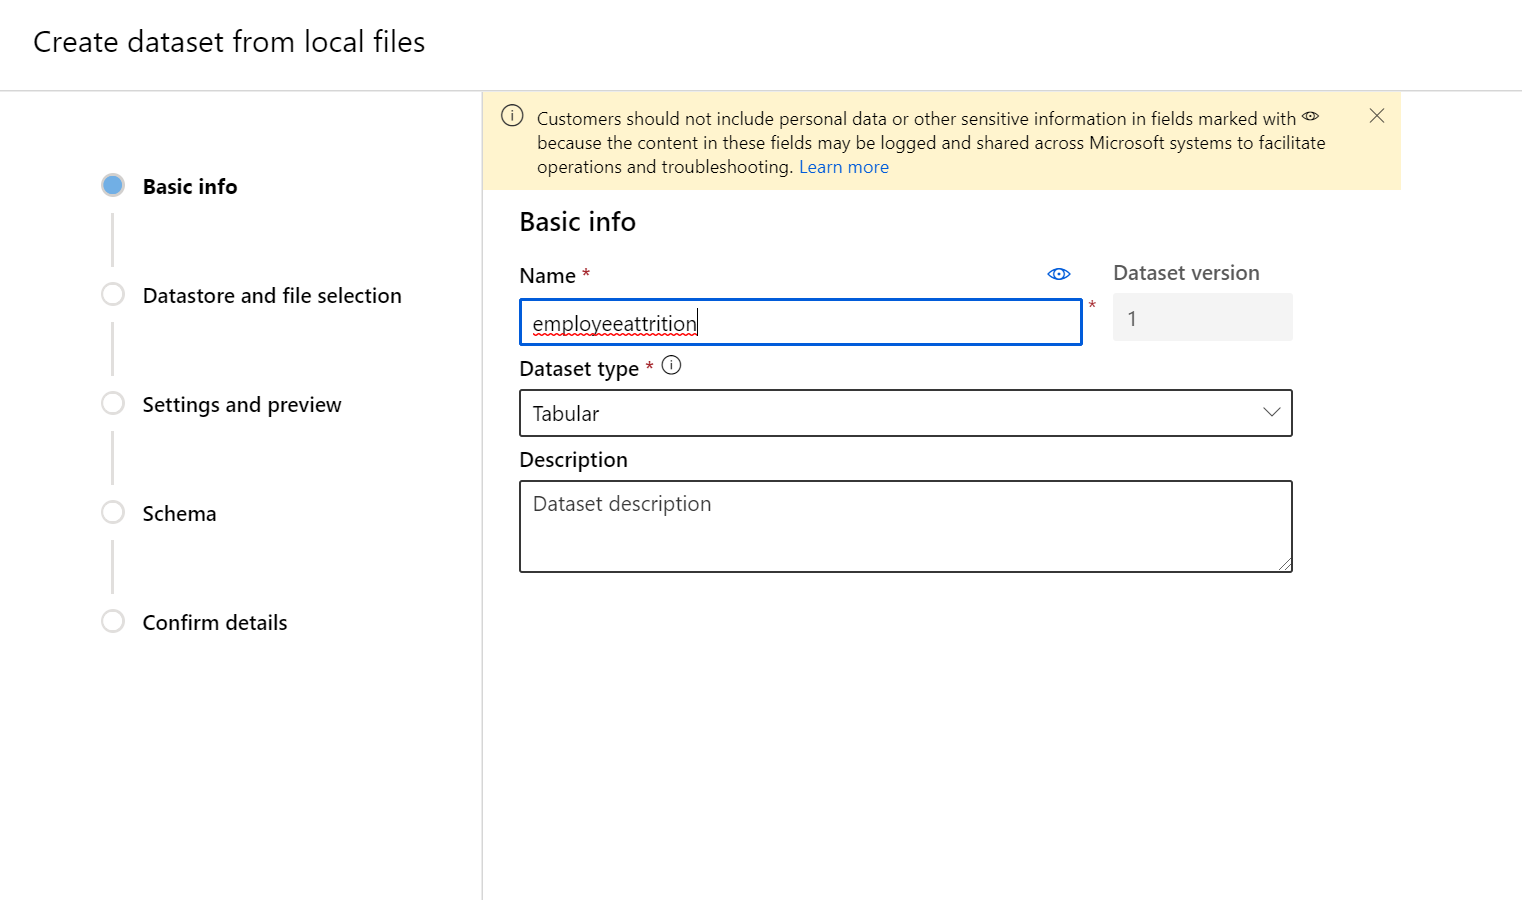 Create dataset from local files
Customers should not include personal data or other sensitive information in fields marked with
because the content in these fields may be logged and shared across Microsoft systems to facilitate
operations and troubleshooting. Learn more
Basic info
Datastore and file selection
Settings and preview
Schema
Confirm details
Basic info
Name *
Dataset version
employeeattrition
*
1
Dataset type *
Tabular
Description
Dataset description